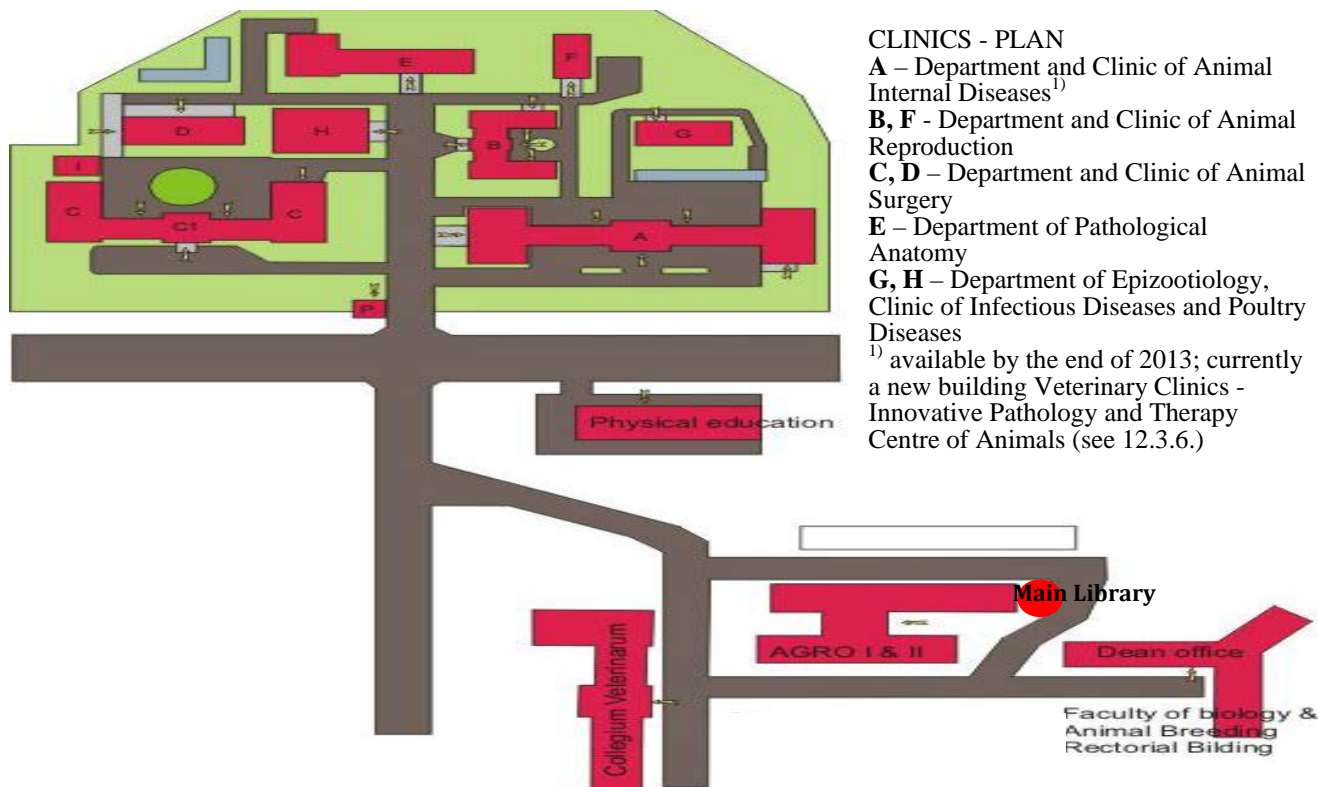 CLINICS - PLAN
A – Department and Clinic of Animal
Internal Diseases1)
B, F - Department and Clinic of Animal
Reproduction
C, D – Department and Clinic of Animal
Surgery
E – Department of Pathological
Anatomy
G, H – Department of Epizootiology,
Clinic of Infectious Diseases and Poultry
Diseases
1) available by the end of 2013; currently
a new building Veterinary Clinics -
Innovative Pathology and Therapy
Centre of Animals (see 12.3.6.)
E
F
D
H
B
G
I
C
C1
C
A
P
Physical education
Main Library
AGRO I & II
Dean office
Collegium Veterinarum
Faculty of biology &
Animal Breeding
Rectorial Bilding